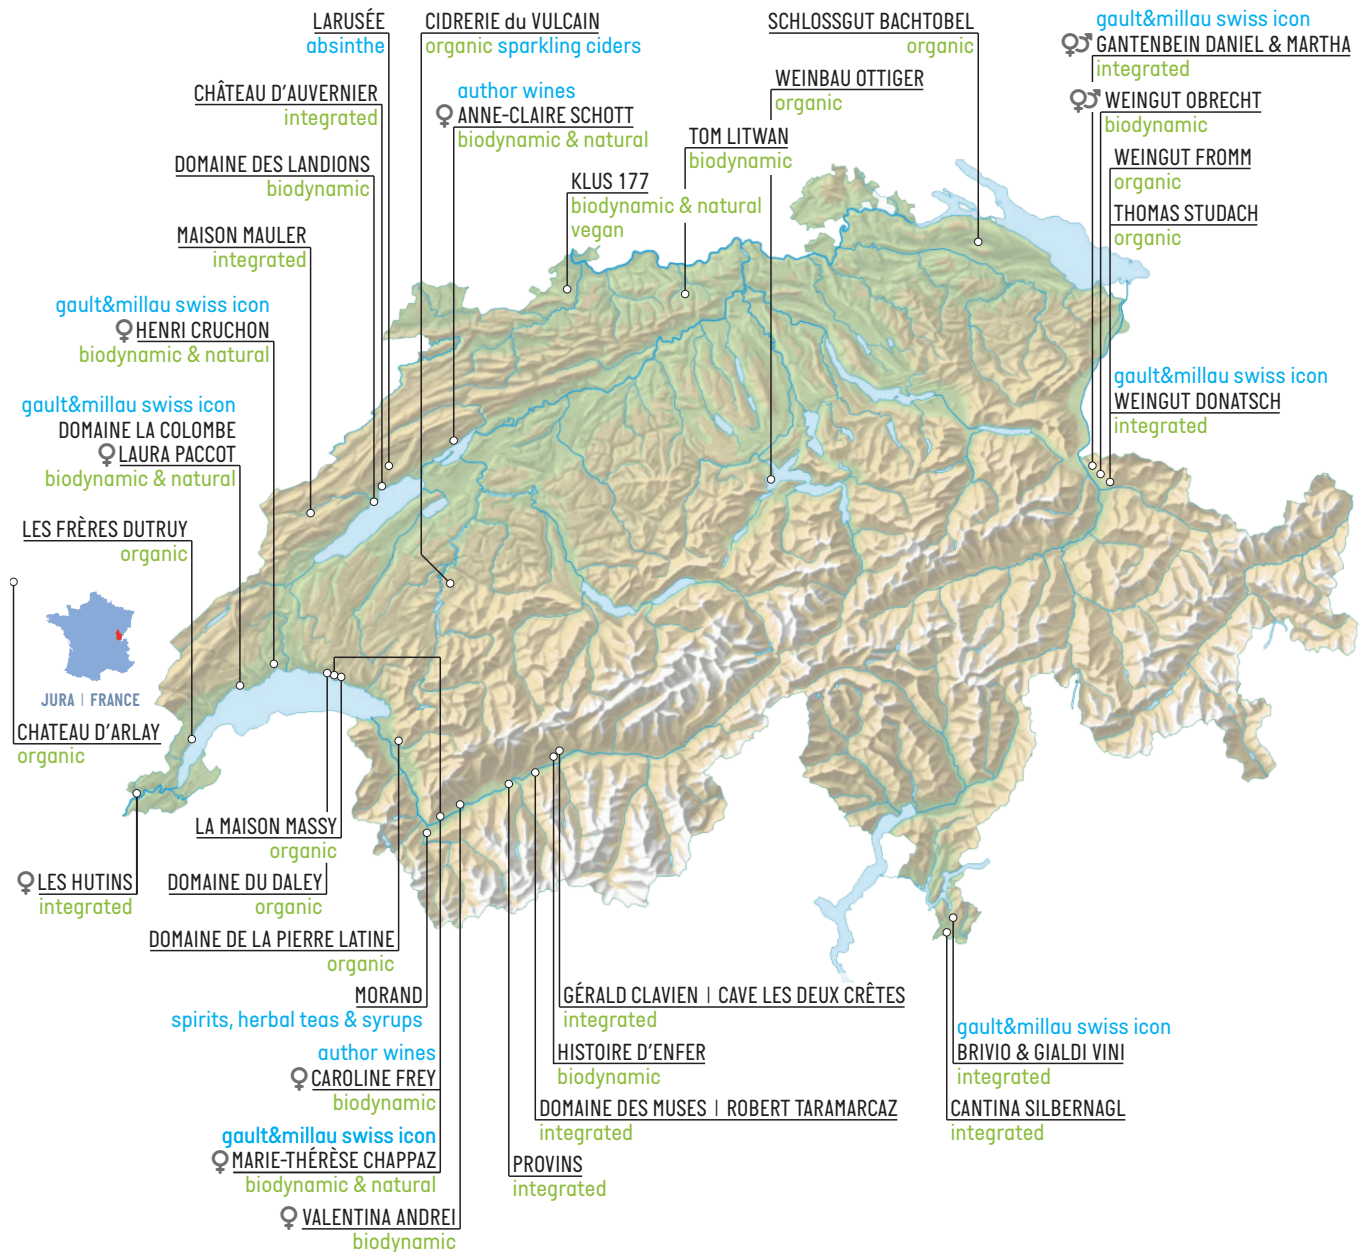 LARUSÉE
absinthe
CIDRERIE du VULCAIN
organic sparkling ciders
SCHLOSSGUT BACHTOBEL
organic
gault&millau swiss icon
GANTENBEIN DANIEL & MARTHA
integrated
CHÂTEAU D'AUVERNIER
integrated
author wines
ANNE-CLAIRE SCHOTT
biodynamic & natural
WEINBAU OTTIGER
organic
WEINGUT OBRECHT
biodynamic
TOM LITWAN
biodynamic
DOMAINE DES LANDIONS
biodynamic
KLUS 177
biodynamic & natural
vegan
WEINGUT FROMM
organic
THOMAS STUDACH
organic
MAISON MAULER
integrated
gault&millau swiss icon
HENRI CRUCHON
biodynamic & natural
gault&millau swiss icon
WEINGUT DONATSCH
integrated
gault&millau swiss icon
DOMAINE LA COLOMBE
LAURA PACCOT
biodynamic & natural
LES FRÈRES DUTRUY
organic
JURA | FRANCE
CHATEAU D'ARLAY
organic
LA MAISON MASSY
organic
LES HUTINS
integrated
DOMAINE DU DALEY
organic
DOMAINE DE LA PIERRE LATINE
organic
MORAND
spirits, herbal teas & syrups
GÉRALD CLAVIEN | CAVE LES DEUX CRÊTES
integrated
author wines
CAROLINE FREY
biodynamic
HISTOIRE D'ENFER
biodynamic
gault&millau swiss icon
BRIVIO & GIALDI VINI
integrated
DOMAINE DES MUSES | ROBERT TARAMARCAZ
integrated
CANTINA SILBERNAGL
integrated
gault&millau swiss icon
MARIE-THÉRÈSE CHAPPAZ
biodynamic & natural
PROVINS
integrated
VALENTINA ANDREI
biodynamic